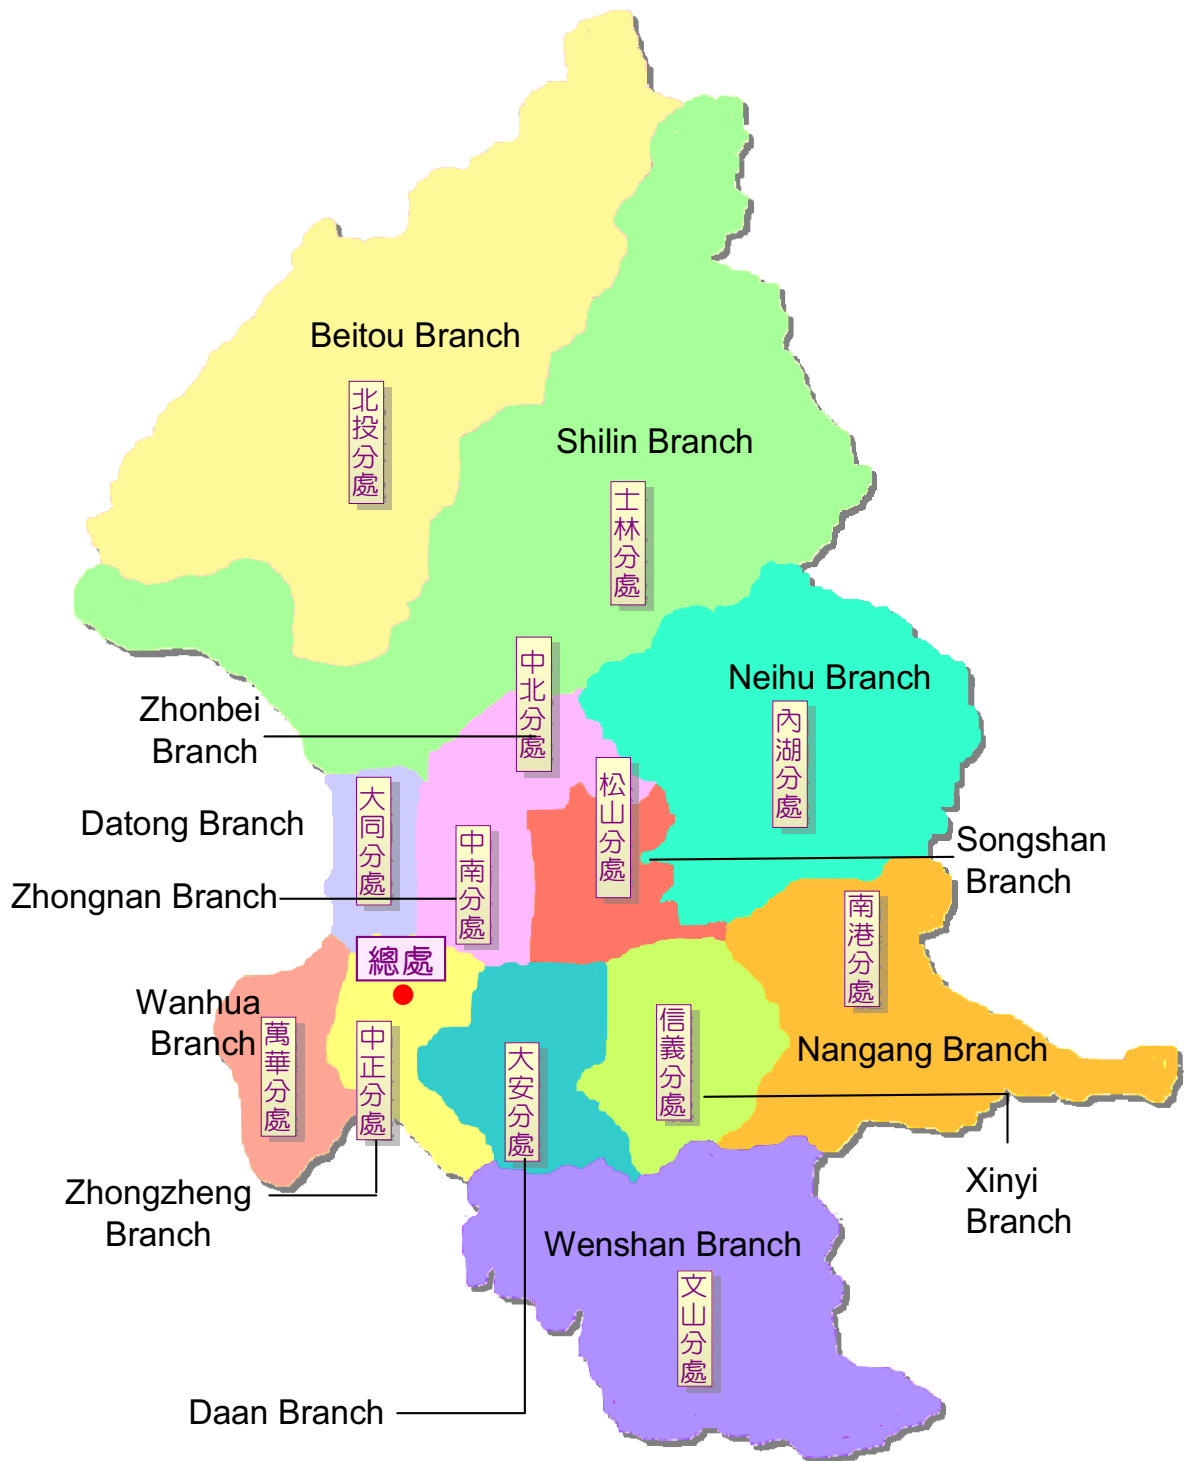 Beitou Branch
北投分處
Shilin Branch
士林分處
中北分處
Zhonbei
Branch
Neihu Branch
內湖分處
松山分處
大同分處
Datong Branch
中南分處
Songshan
Branch
Zhongnan Branch
南港分處
總處
Wanhua
Branch
萬華分處
中正分處
信義分處
大安分處
Nangang Branch
Zhongzheng
Branch
Xinyi
Branch
Wenshan Branch
文山分處
Daan Branch